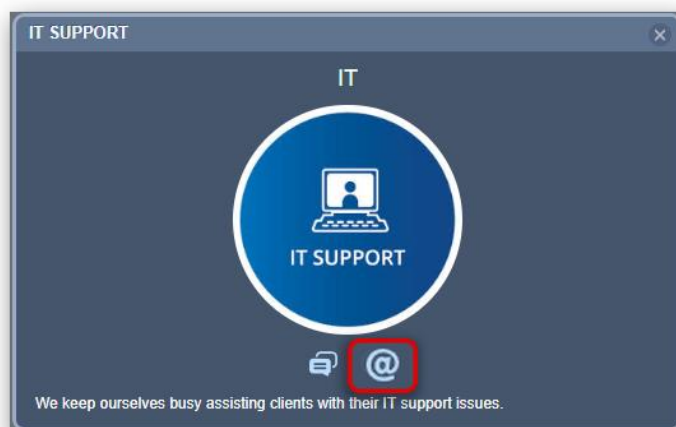 IT SUPPORT
IT
IT SUPPORT
@
We keep ourselves busy assisting clients with their IT support issues.